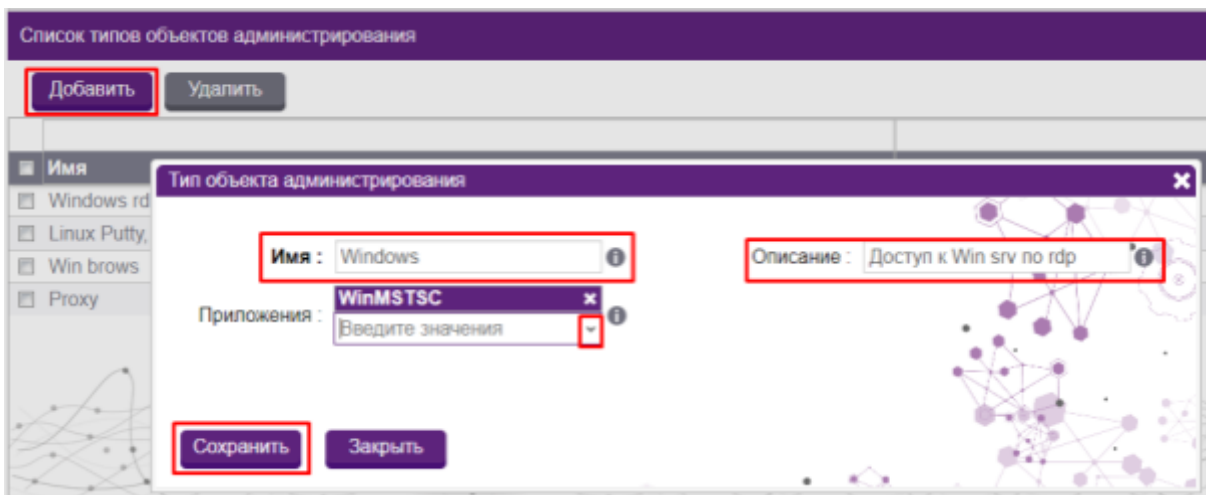 Список типов объектов администрирования
Добавить Удалить
Имя
Тип объекта администрирования
Windows rd
Linux Putty,
Win brows
Proxy
Имя : Windows
Описание : Доступ к Win srv по rdp
Приложения : WinMSTSC
Введите значения
Сохранить Закрыть